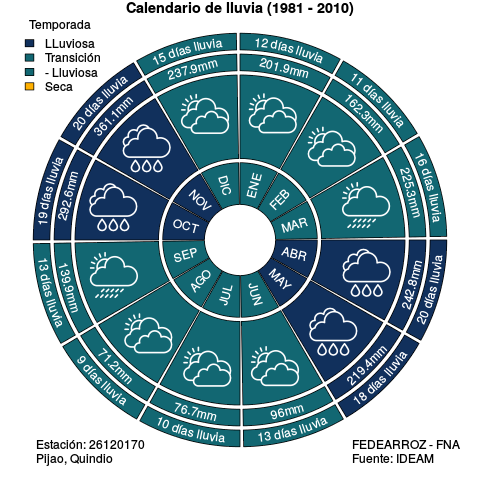 Calendario de lluvia (1981 - 2010)
Temporada
LLuviosa
Transición
- Lluviosa
Seca
12 días lluvia
201.9mm
ENE
11 días lluvia
162.3mm
FEB
16 días lluvia
225.3mm
MAR
20 días lluvia
242.8mm
ABR
18 días lluvia
219.4mm
MAY
13 días lluvia
96mm
JUN
10 días lluvia
76.7mm
JUL
9 días lluvia
71.2mm
AGO
13 días lluvia
139.9mm
SEP
19 días lluvia
292.6mm
OCT
20 días lluvia
361.1mm
NOV
15 días lluvia
237.9mm
DIC
Estación: 26120170
Pijao, Quindio
FEDEARROZ - FNA
Fuente: IDEAM